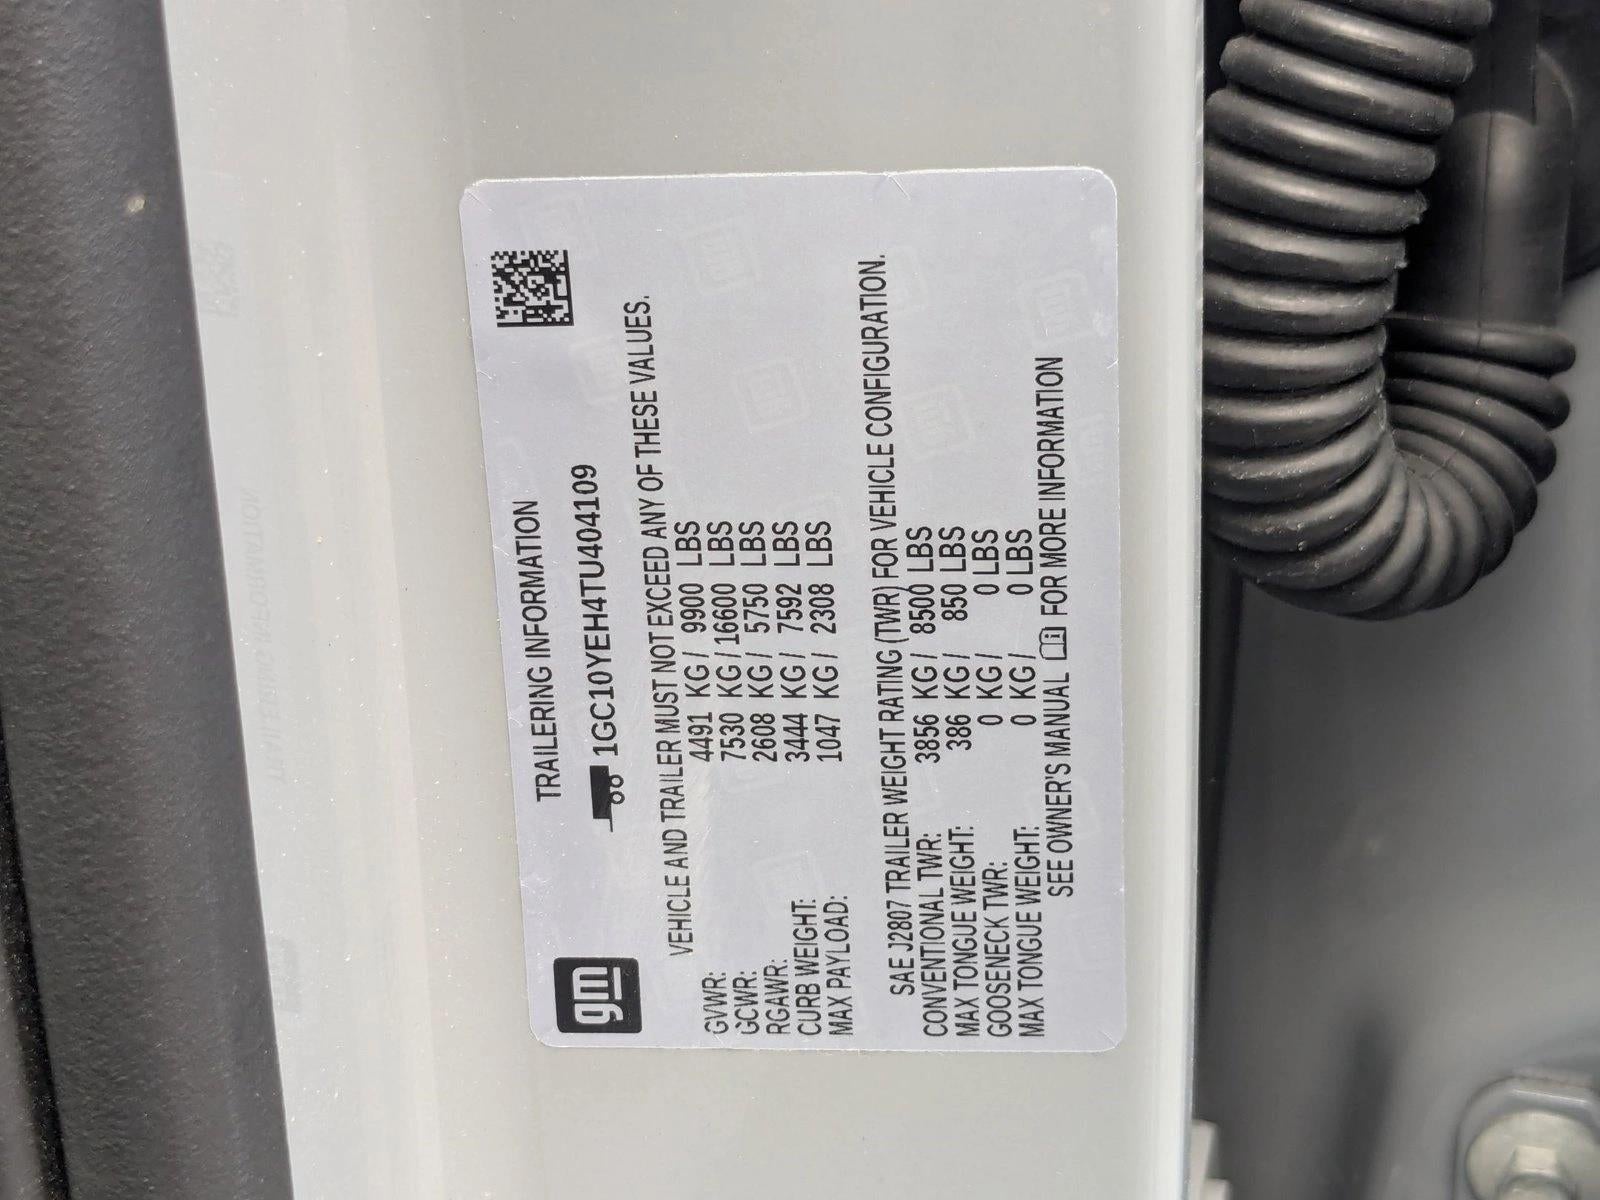 gm
TRAILERING INFORMATION
1GC10YEH4TU404109
VEHICLE AND TRAILER MUST NOT EXCEED ANY OF THESE VALUES.
GVWR: 4491 KG / 9900 LBS
GCWR: 7530 KG / 16600 LBS
RGAWR: 2608 KG / 5750 LBS
CURB WEIGHT: 3444 KG / 7592 LBS
MAX PAYLOAD: 1047 KG / 2308 LBS
SAE J2807 TRAILER WEIGHT RATING (TWR) FOR VEHICLE CONFIGURATION.
CONVENTIONAL TWR: 3856 KG / 8500 LBS
MAX TONGUE WEIGHT: 386 KG / 850 LBS
GOOSENECK TWR: 0 KG / 0 LBS
MAX TONGUE WEIGHT: 0 KG / 0 LBS
SEE OWNER'S MANUAL FOR MORE INFORMATION